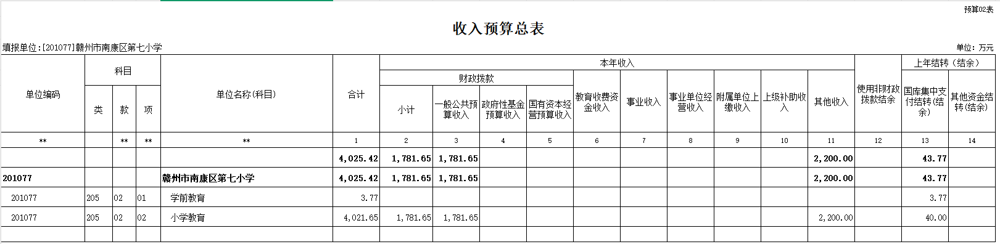 预算02表
收入预算总表
填报单位:[201077]赣州市南康区第七小学
单位：万元
单位编码 科目 单位名称(科目) 合计 本年收入 使用非财政拨款结余 上年结转（结余）
类 款 项 财政拨款 教育收费资金收入 事业收入 事业单位经营收入 附属单位上缴收入 上级补助收入 其他收入 国库集中支付结转(结余) 其他资金结转(结余)
小计 一般公共预算收入 政府性基金预算收入 国有资本经营预算收入
** ** ** ** 1 2 3 4 5 6 7 8 9 10 11 12 13 14
4,025.42 1,781.65 1,781.65 2,200.00 43.77
201077 赣州市南康区第七小学 4,025.42 1,781.65 1,781.65 2,200.00 43.77
201077 205 02 01 学前教育 3.77 3.77
201077 205 02 02 小学教育 4,021.65 1,781.65 1,781.65 2,200.00 40.00